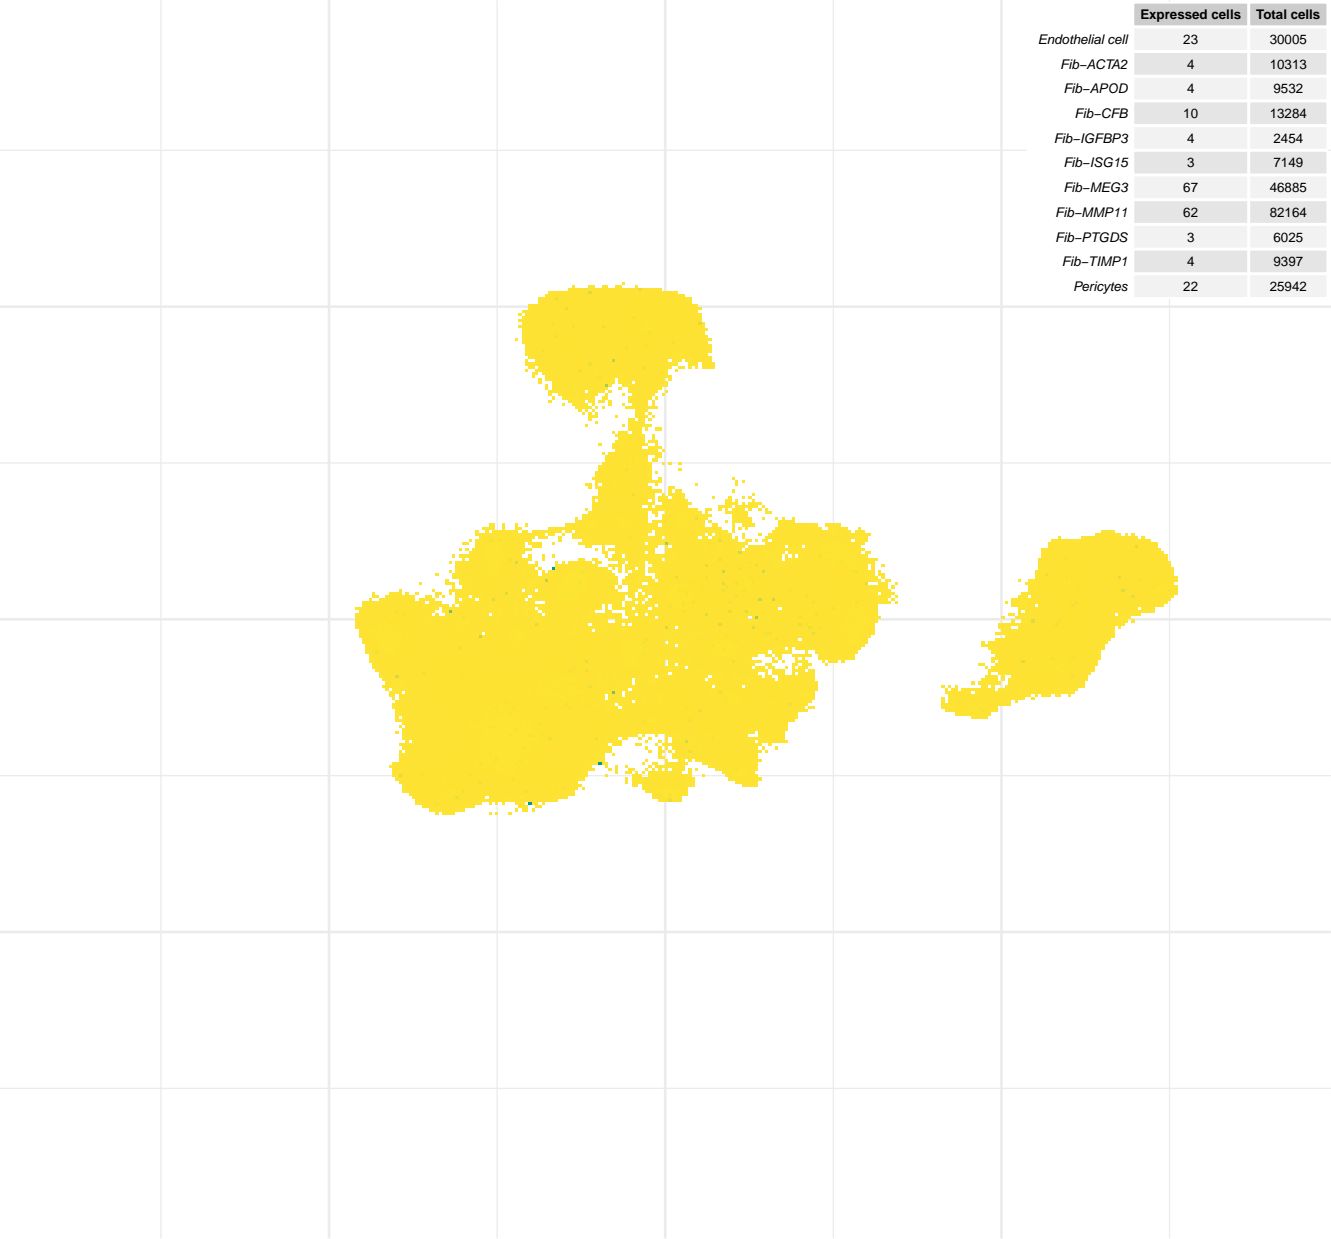 Expressed cells Total cells
Endothelial cell 23 30005
Fib−ACTA2 4 10313
Fib−APOD 4 9532
Fib−CFB 10 13284
Fib−IGFBP3 4 2454
Fib−ISG15 3 7149
Fib−MEG3 67 46885
Fib−MMP11 62 82164
Fib−PTGDS 3 6025
Fib−TIMP1 4 9397
Pericytes 22 25942